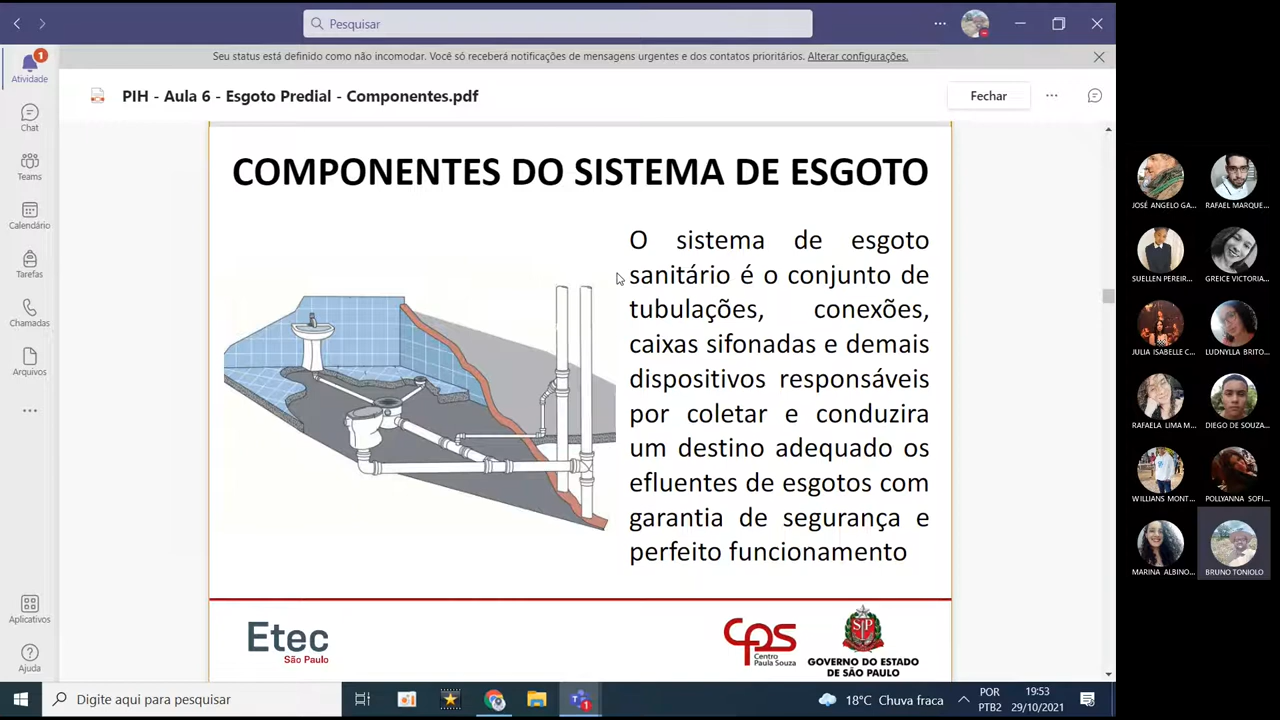 Pesquisar
Seu status está definido como não incomodar. Você só receberá notificações de mensagens urgentes e dos contatos prioritários. Alterar configurações.
1
Atividade
Chat
Teams
Calendário
Tarefas
Chamadas
Arquivos
Aplicativos
Ajuda
PIH - Aula 6 - Esgoto Predial - Componentes.pdf
Fechar
COMPONENTES DO SISTEMA DE ESGOTO
O sistema de esgoto
sanitário é o conjunto de
tubulações, conexões,
caixas sifonadas e demais
dispositivos responsáveis
por coletar e conduzira
um destino adequado os
efluentes de esgotos com
garantia de segurança e
perfeito funcionamento
Etec
São Paulo
cps
Centro
Paula Souza
SP
GOVERNO DO ESTADO
DE SÃO PAULO
JOSÉ ANGELO GA...
RAFAEL MARQUE...
SUELLEN PEREIR...
GREICE VICTORIA...
JULIA ISABELLE C...
LUDNYLLA BRITO...
RAFAELA LIMA M...
DIEGO DE SOUZA...
WILLIANS MONT...
POLLYANNA SOFI...
MARINA ALBINO...
BRUNO TONIOLO
Digite aqui para pesquisar
1
18°C Chuva fraca
POR
PTB2
19:53
29/10/2021